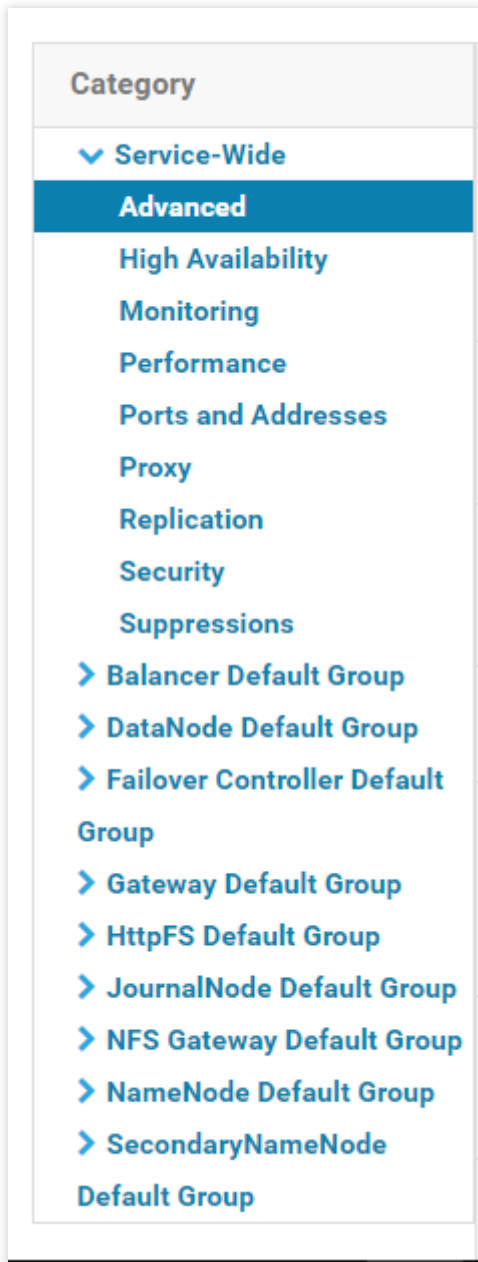 Category
Service-Wide
Advanced
High Availability
Monitoring
Performance
Ports and Addresses
Proxy
Replication
Security
Suppressions
Balancer Default Group
DataNode Default Group
Failover Controller Default
Group
Gateway Default Group
HttpFS Default Group
JournalNode Default Group
NFS Gateway Default Group
NameNode Default Group
SecondaryNameNode
Default Group